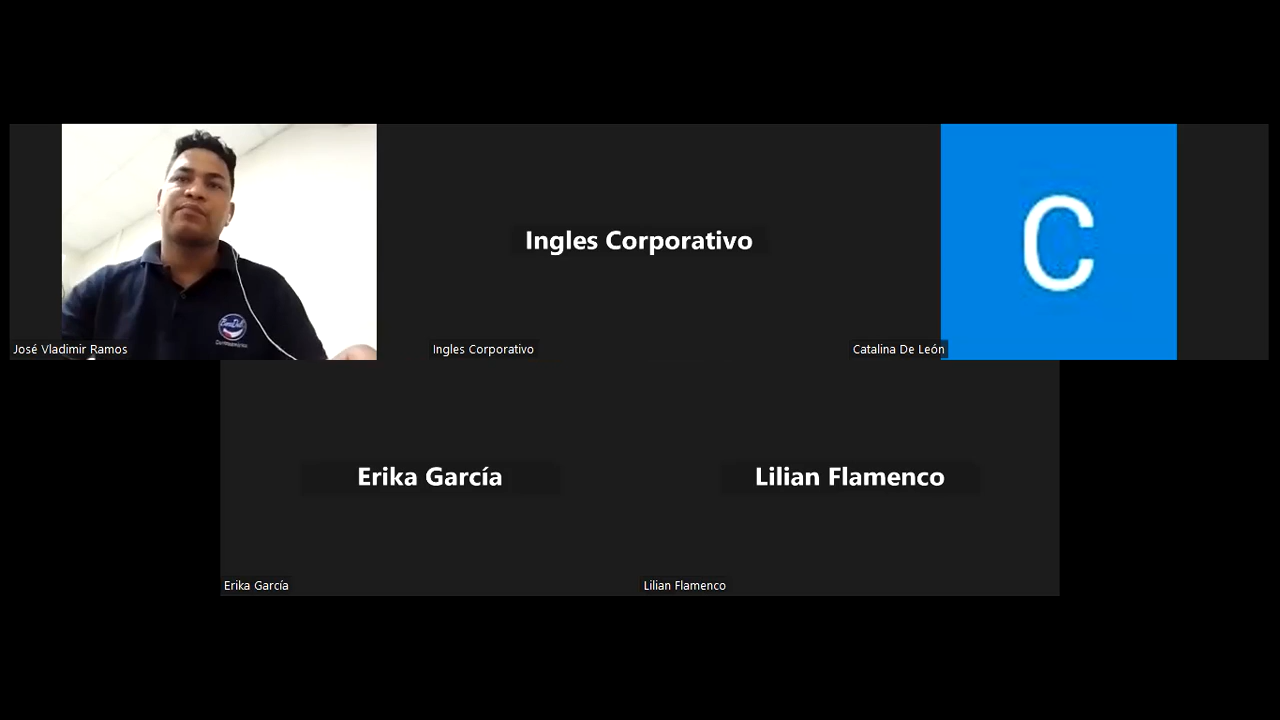 José Vladimir Ramos
Ingles Corporativo
Ingles Corporativo
C
Catalina De León
Erika García
Erika García
Lilian Flamenco
Lilian Flamenco